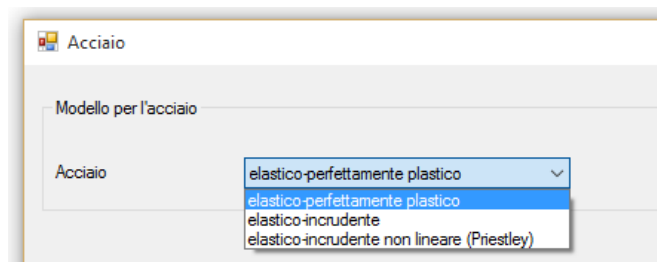 Acciaio
Modello per l'acciaio
Acciaio
elastico-perfettamente plastico
elastico-perfettamente plastico
elastico-incrudente
elastico-incrudente non lineare (Priestley)